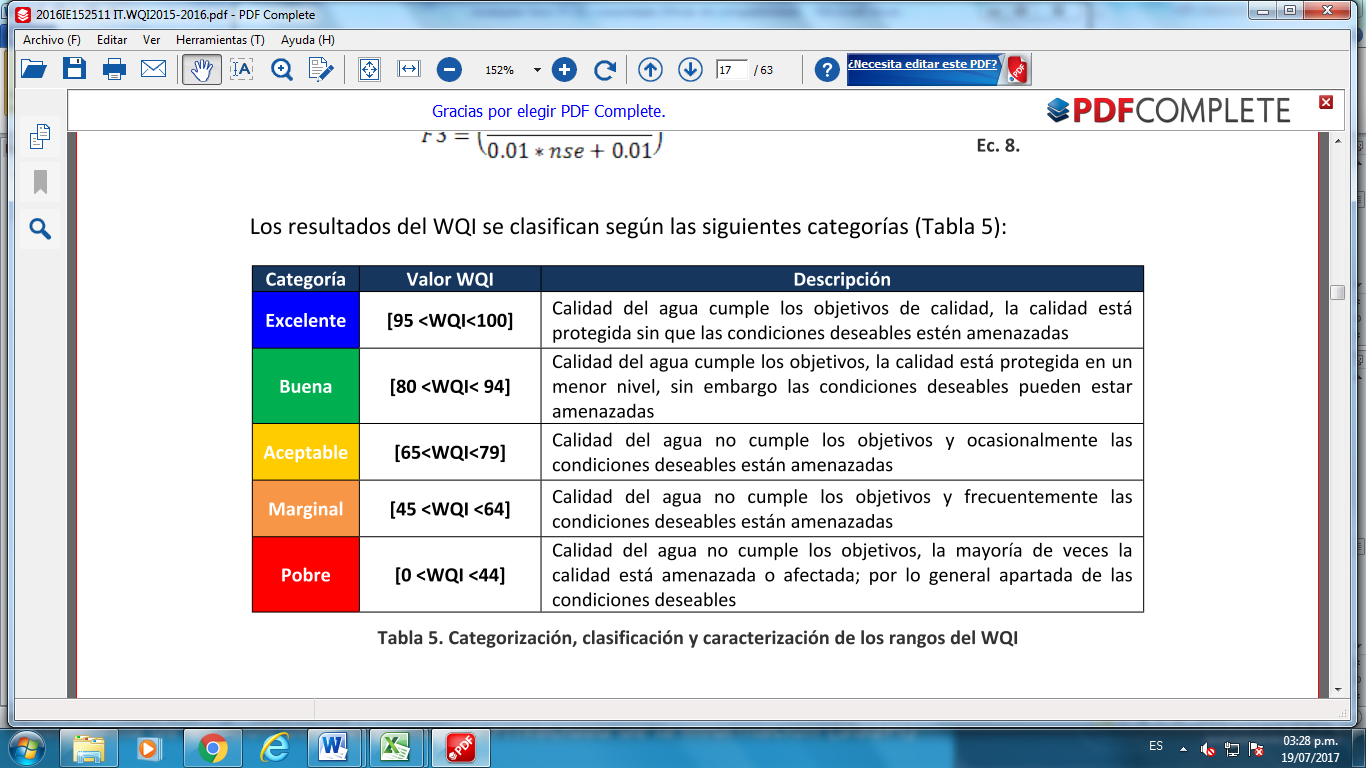 2016IE152511 IT.WQI2015-2016.pdf - PDF Complete
Archivo (F) Editar Ver Herramientas (T) Ayuda (H)
152% 17 / 63 ¿Necesita editar este PDF? PDF
Gracias por elegir PDF Complete. PDFCOMPLETE
F3 = ( 0.01 * nse + 0.01 ) Ec. 8.
Los resultados del WQI se clasifican según las siguientes categorías (Tabla 5):
Categoría Valor WQI Descripción
Excelente [95 <WQI<100] Calidad del agua cumple los objetivos de calidad, la calidad está
protegida sin que las condiciones deseables estén amenazadas
Buena [80 <WQI< 94] Calidad del agua cumple los objetivos, la calidad está protegida en un
menor nivel, sin embargo las condiciones deseables pueden estar
amenazadas
Aceptable [65<WQI<79] Calidad del agua no cumple los objetivos y ocasionalmente las
condiciones deseables están amenazadas
Marginal [45 <WQI <64] Calidad del agua no cumple los objetivos y frecuentemente las
condiciones deseables están amenazadas
Pobre [0 <WQI <44] Calidad del agua no cumple los objetivos, la mayoría de veces la
calidad está amenazada o afectada; por lo general apartada de las
condiciones deseables
Tabla 5. Categorización, clasificación y caracterización de los rangos del WQI
ES 03:28 p.m.
19/07/2017